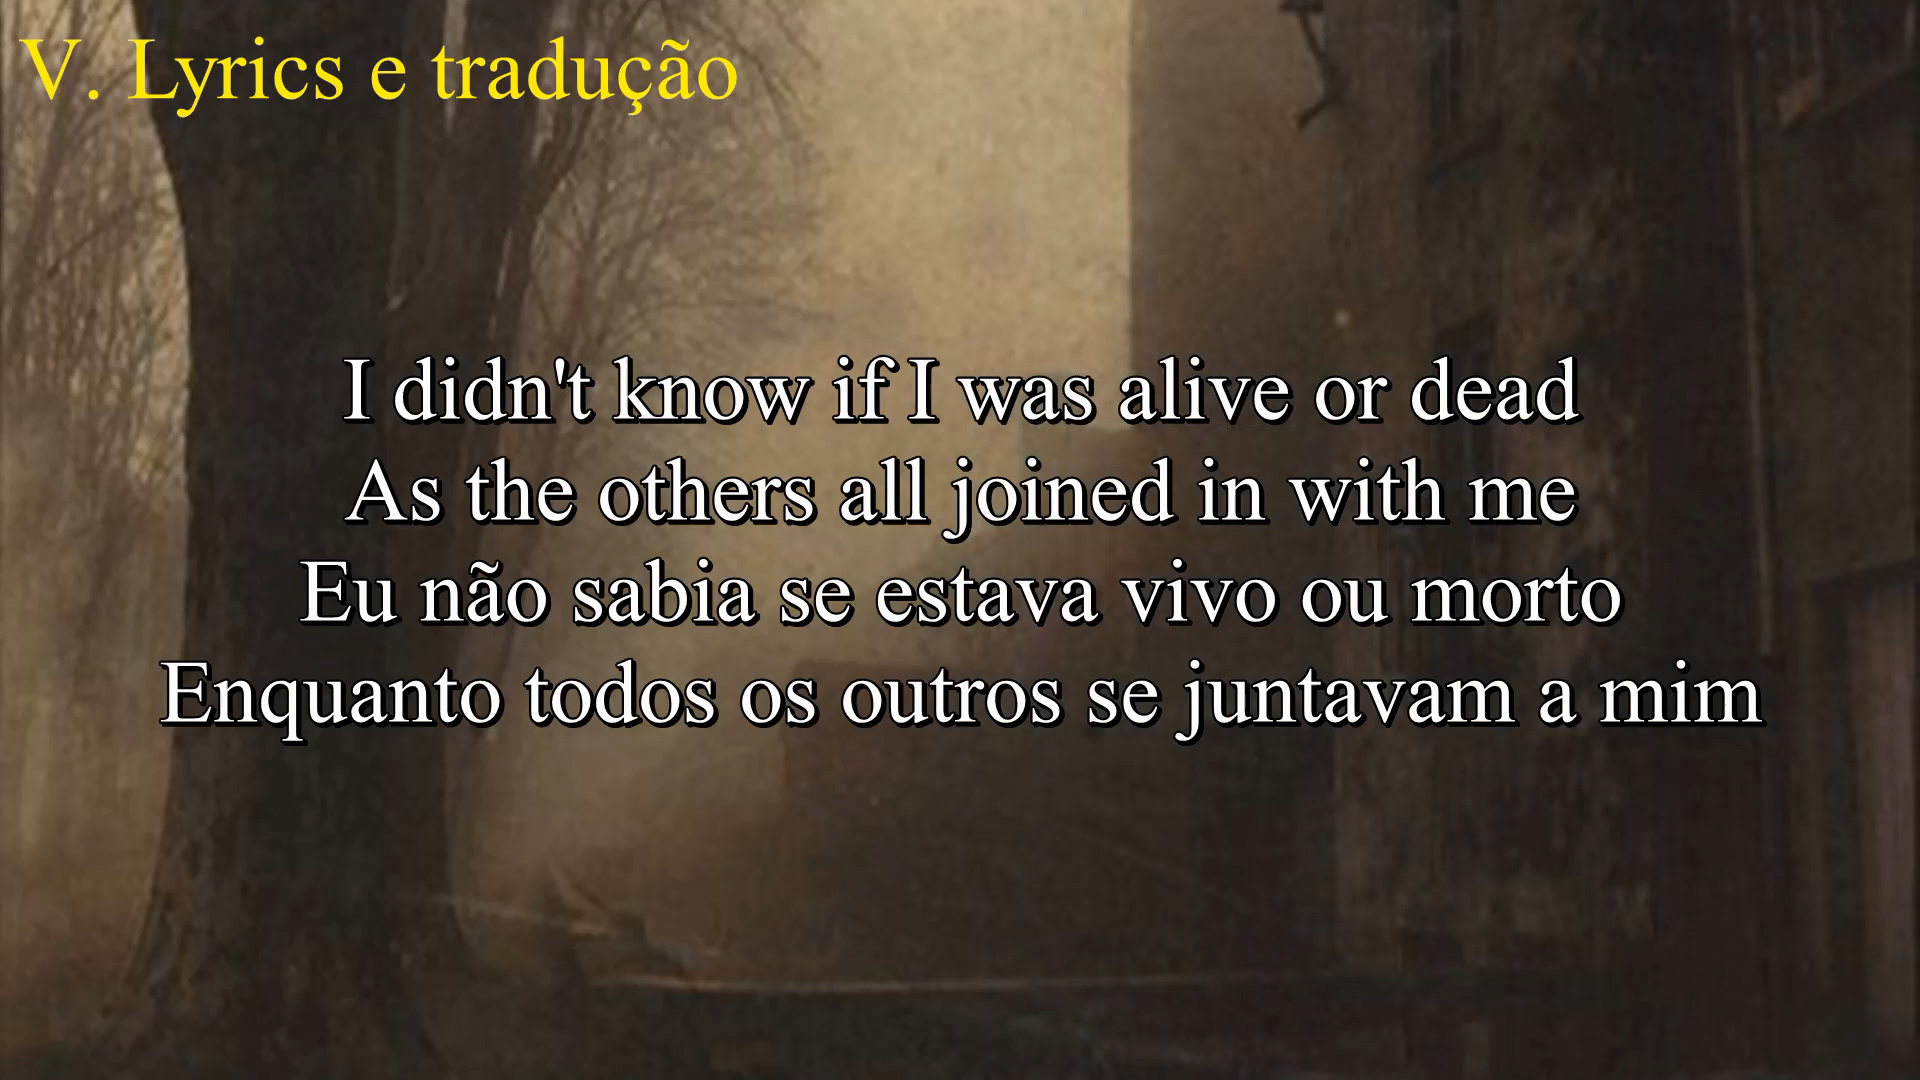 V. Lyrics e tradução
I didn't know if I was alive or dead
As the others all joined in with me
Eu não sabia se estava vivo ou morto
Enquanto todos os outros se juntavam a mim